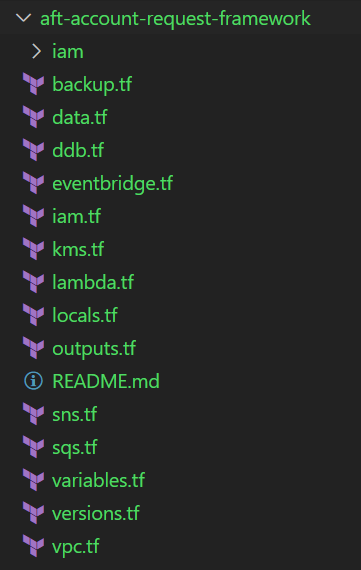 aft-account-request-framework
iam
backup.tf
data.tf
ddb.tf
eventbridge.tf
iam.tf
kms.tf
lambda.tf
locals.tf
outputs.tf
README.md
sns.tf
sqs.tf
variables.tf
versions.tf
vpc.tf